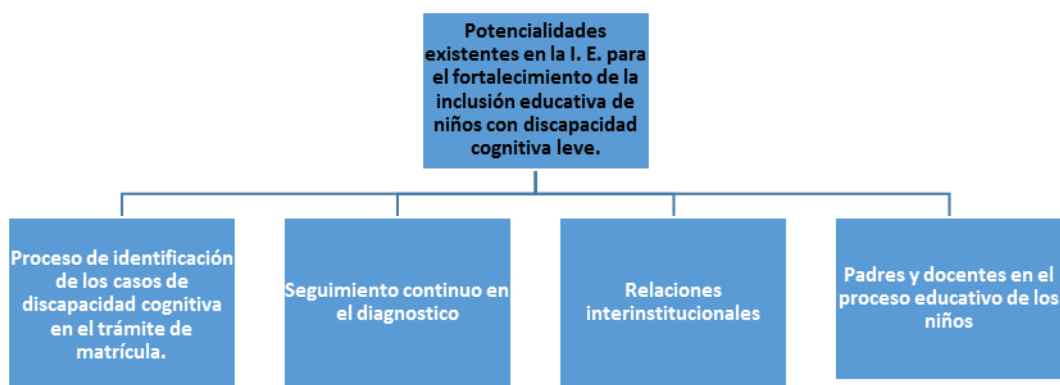 Potencialidades
existentes en la I. E. para
el fortalecimiento de la
inclusión educativa de
niños con discapacidad
cognitiva leve.
Proceso de identificación
de los casos de
discapacidad cognitiva
en el trámite de
matrícula.
Seguimiento continuo en
el diagnostico
Relaciones
interinstitucionales
Padres y docentes en el
proceso educativo de los
niños